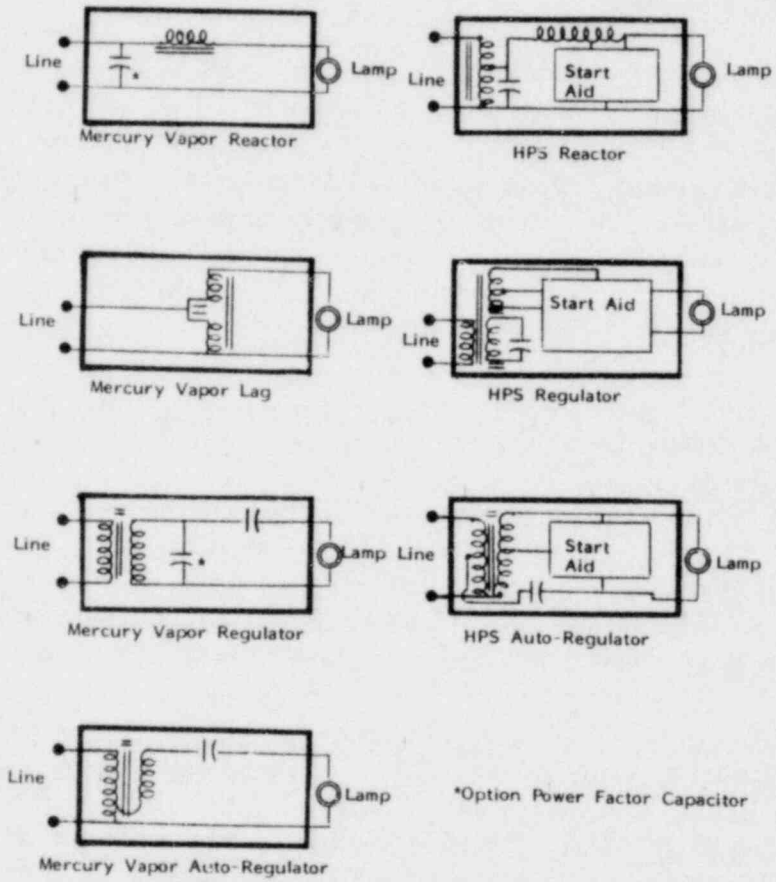 Line
*
Lamp
Mercury Vapor Reactor
Line
Start
Aid
Lamp
HPS Reactor
Line
Lamp
Mercury Vapor Lag
Line
Start Aid
Lamp
HPS Regulator
Line
*
Lamp
Mercury Vapor Regulator
Line
Start
Aid
Lamp
HPS Auto-Regulator
Line
Lamp
Mercury Vapor Auto-Regulator
*Option Power Factor Capacitor